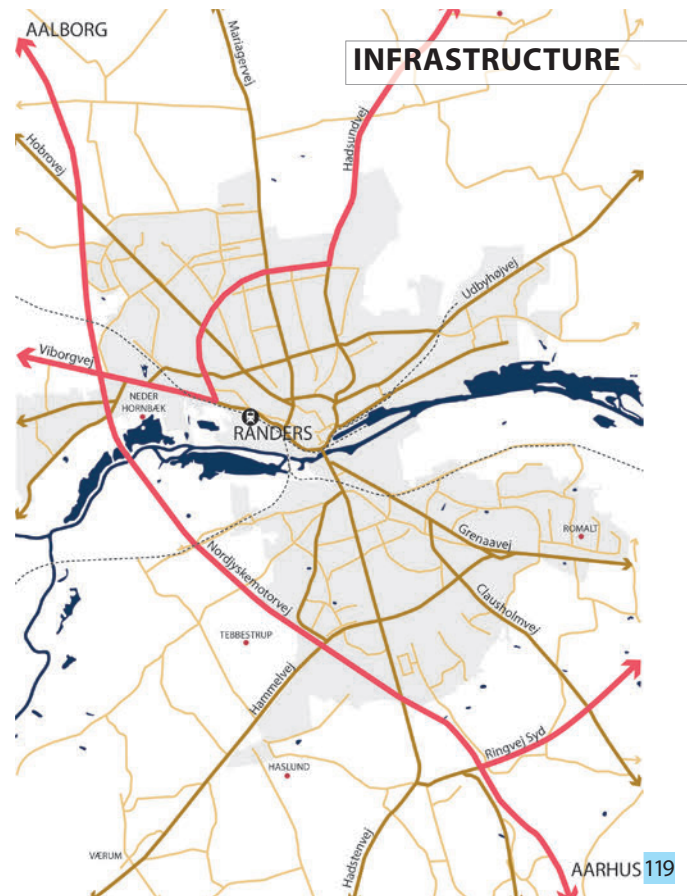 AALBORG
Mariagervej
INFRASTRUCTURE
Hadsundvej
Hobrovej
Udbyhøjvej
Viborgvej
NEDER
HORNBÆK
RANDERS
Grenaavej
ROMALT
Nordjyskemotorvej
Clausholmvej
TEBBESTRUP
Hammelvej
Ringvej Syd
HASLUND
VÆRUM
Hadstenvej
AARHUS
119